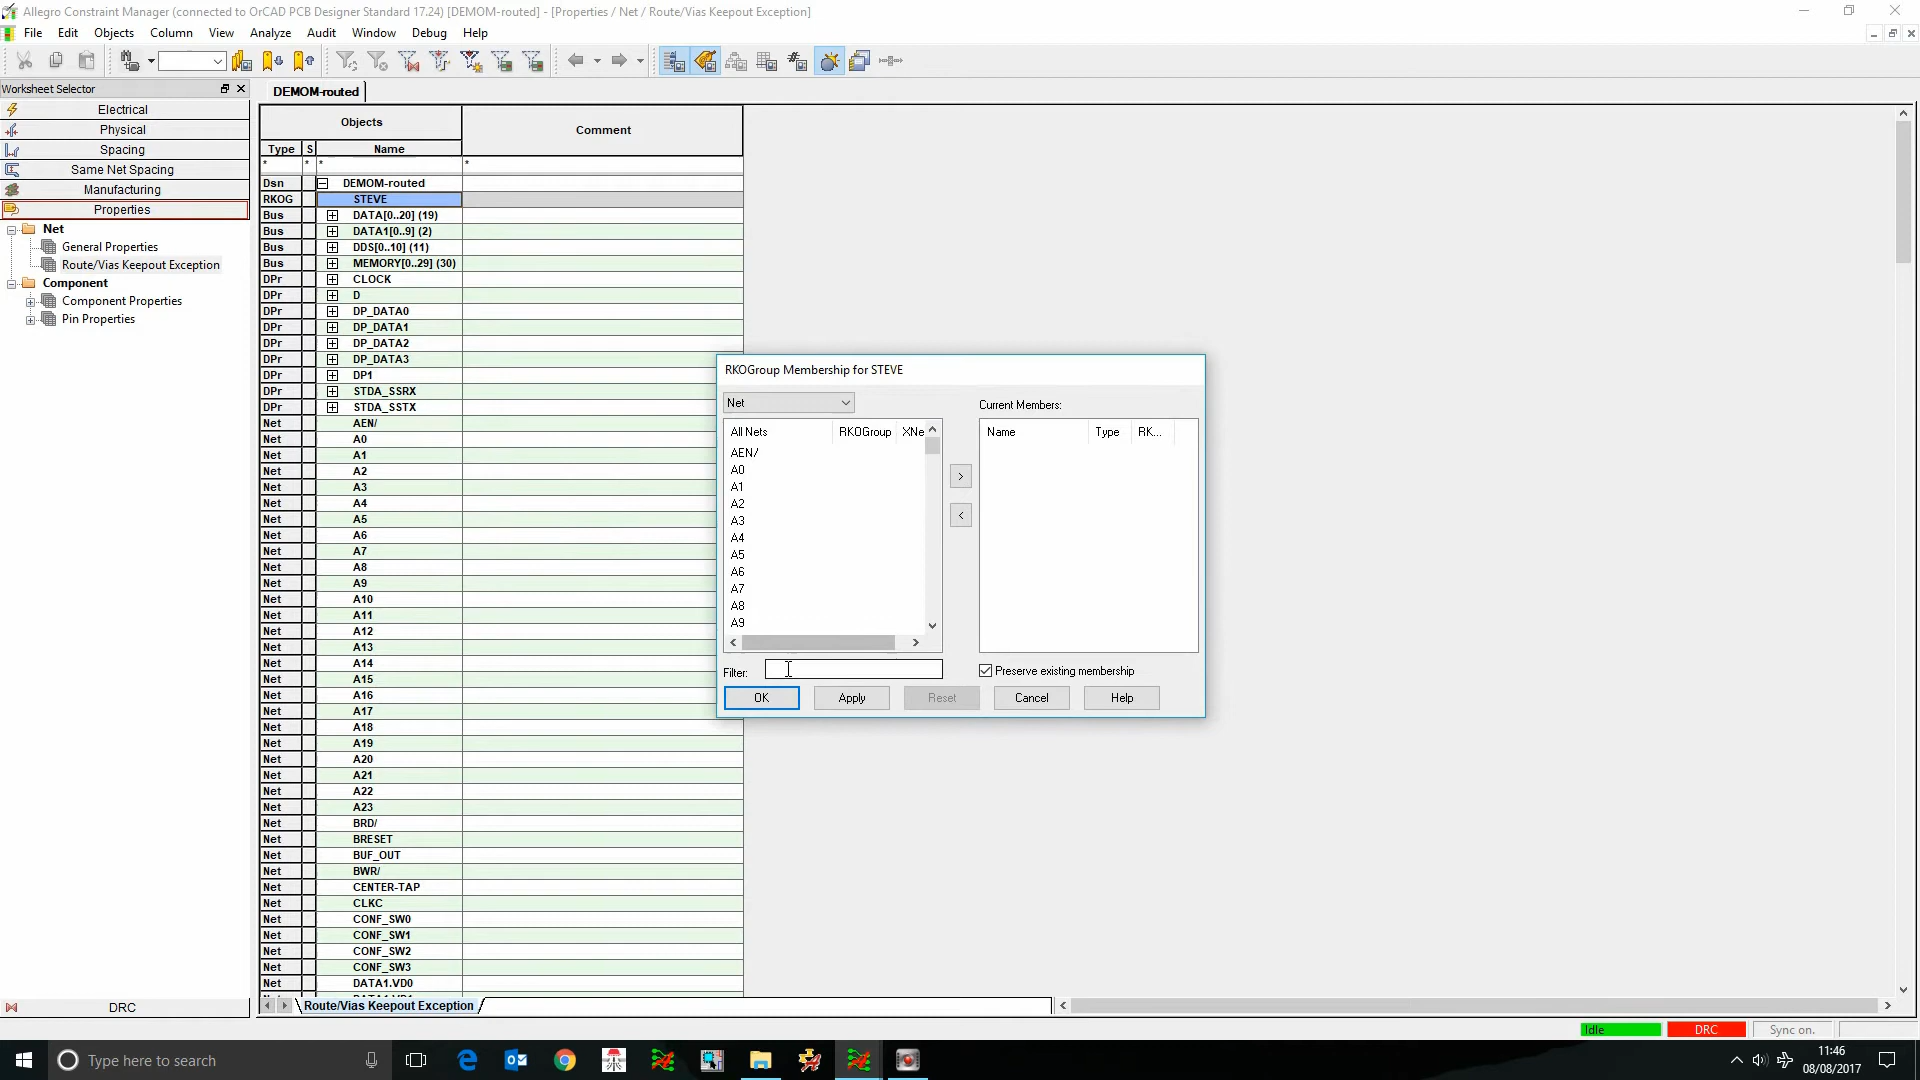 Allegro Constraint Manager (connected to OrCAD PCB Designer Standard 17.24) [DEMOM-routed] - [Properties / Net / Route/Vias Keepout Exception]
File Edit Objects Column View Analyze Audit Window Debug Help
Worksheet Selector
Electrical
Physical
Spacing
Same Net Spacing
Manufacturing
Properties
Net
General Properties
Route/Vias Keepout Exception
Component
Component Properties
Pin Properties
DRC
DEMOM-routed
Objects Comment
Type S Name
* * * *
Dsn DEMOM-routed
RKOG STEVE
Bus DATA[0..20] (19)
Bus DATA1[0..9] (2)
Bus DDS[0..10] (11)
Bus MEMORY[0..29] (30)
DPr CLOCK
DPr D
DPr DP_DATA0
DPr DP_DATA1
DPr DP_DATA2
DPr DP_DATA3
DPr DP1
DPr STDA_SSRX
DPr STDA_SSTX
Net AEN/
Net A0
Net A1
Net A2
Net A3
Net A4
Net A5
Net A6
Net A7
Net A8
Net A9
Net A10
Net A11
Net A12
Net A13
Net A14
Net A15
Net A16
Net A17
Net A18
Net A19
Net A20
Net A21
Net A22
Net A23
Net BRD/
Net BRESET
Net BUF_OUT
Net BWR/
Net CENTER-TAP
Net CLKC
Net CONF_SW0
Net CONF_SW1
Net CONF_SW2
Net CONF_SW3
Net DATA1.VD0
Route/Vias Keepout Exception
RKOGroup Membership for STEVE
Net
All Nets RKOGroup XNe
AEN/
A0
A1
A2
A3
A4
A5
A6
A7
A8
A9
>
<
Current Members:
Name Type RK...
Filter:
Preserve existing membership
OK Apply Reset Cancel Help
Idle DRC Sync on.
Type here to search
11:46
08/08/2017